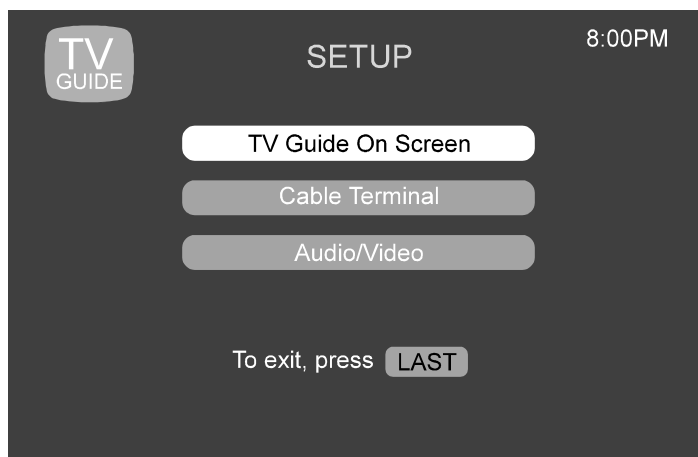 TV
GUIDE
SETUP
8:00PM
TV Guide On Screen
Cable Terminal
Audio/Video
To exit, press LAST